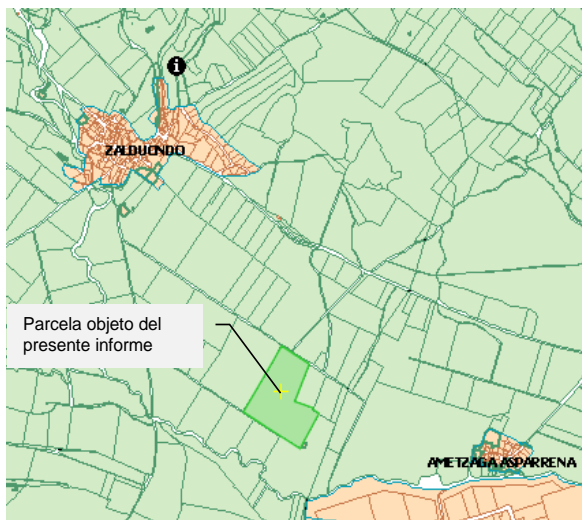 i
ZALDUONDO
Parcela objeto del
presente informe
AMETZAGA ASPARRENA